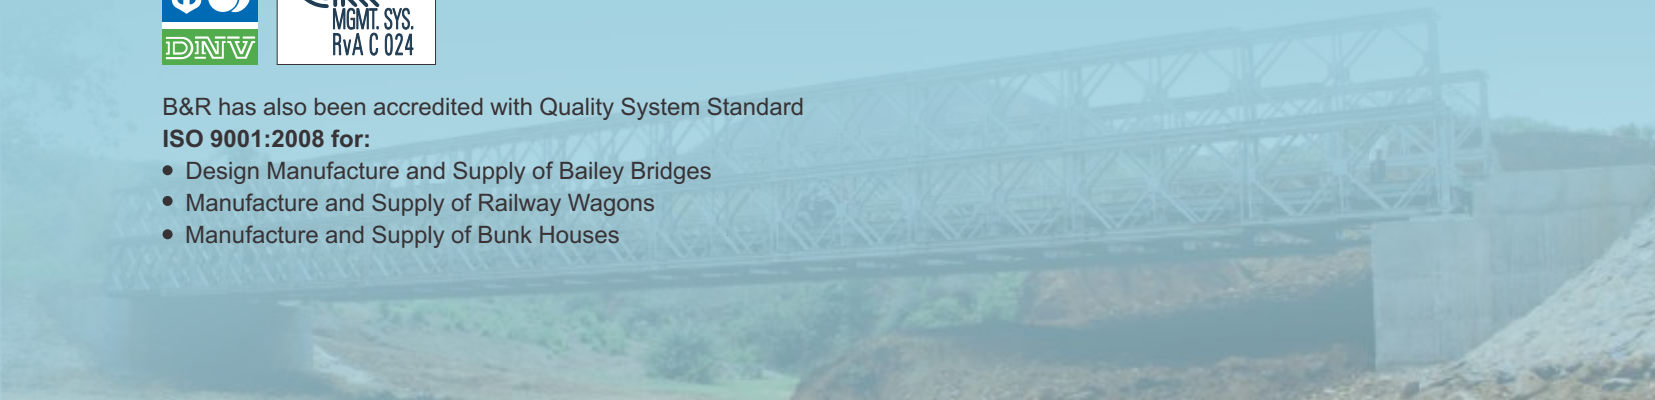 MGMT. SYS.
RvA C 024
DNV
B&R has also been accredited with Quality System Standard
ISO 9001:2008 for:
• Design Manufacture and Supply of Bailey Bridges
• Manufacture and Supply of Railway Wagons
• Manufacture and Supply of Bunk Houses